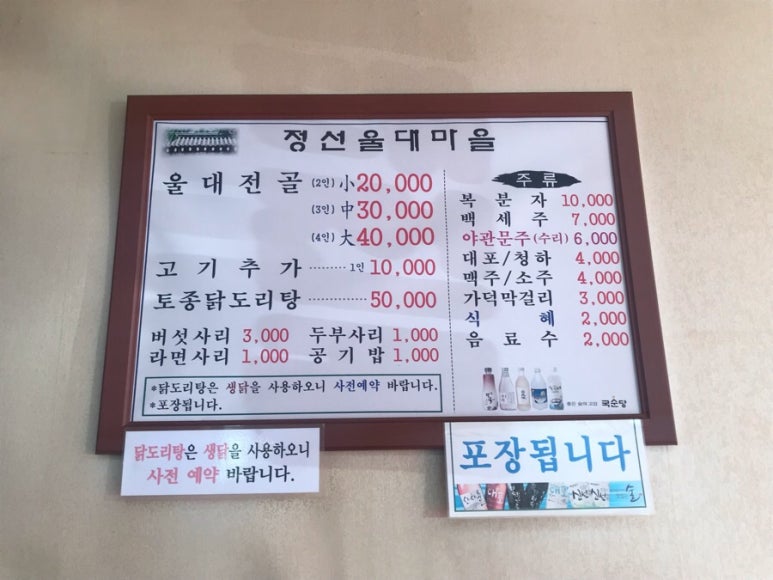 정선울대마을
울대전골 (2인) 小 20,000
(3인) 中 30,000
(4인) 大 40,000
고기추가 ········· 1인 10,000
토종닭도리탕 ·············· 50,000
버섯사리 3,000 두부사리 1,000
라면사리 1,000 공기밥 1,000
*닭도리탕은 생닭을 사용하오니 사전예약 바랍니다.
*포장됩니다.
주류
복분자 10,000
백세주 7,000
야관문주(수리) 6,000
대포/청하 4,000
맥주/소주 4,000
가덕막걸리 3,000
식혜 2,000
음료수 2,000
국순당
닭도리탕은 생닭을 사용하오니
사전 예약 바랍니다.
포장됩니다